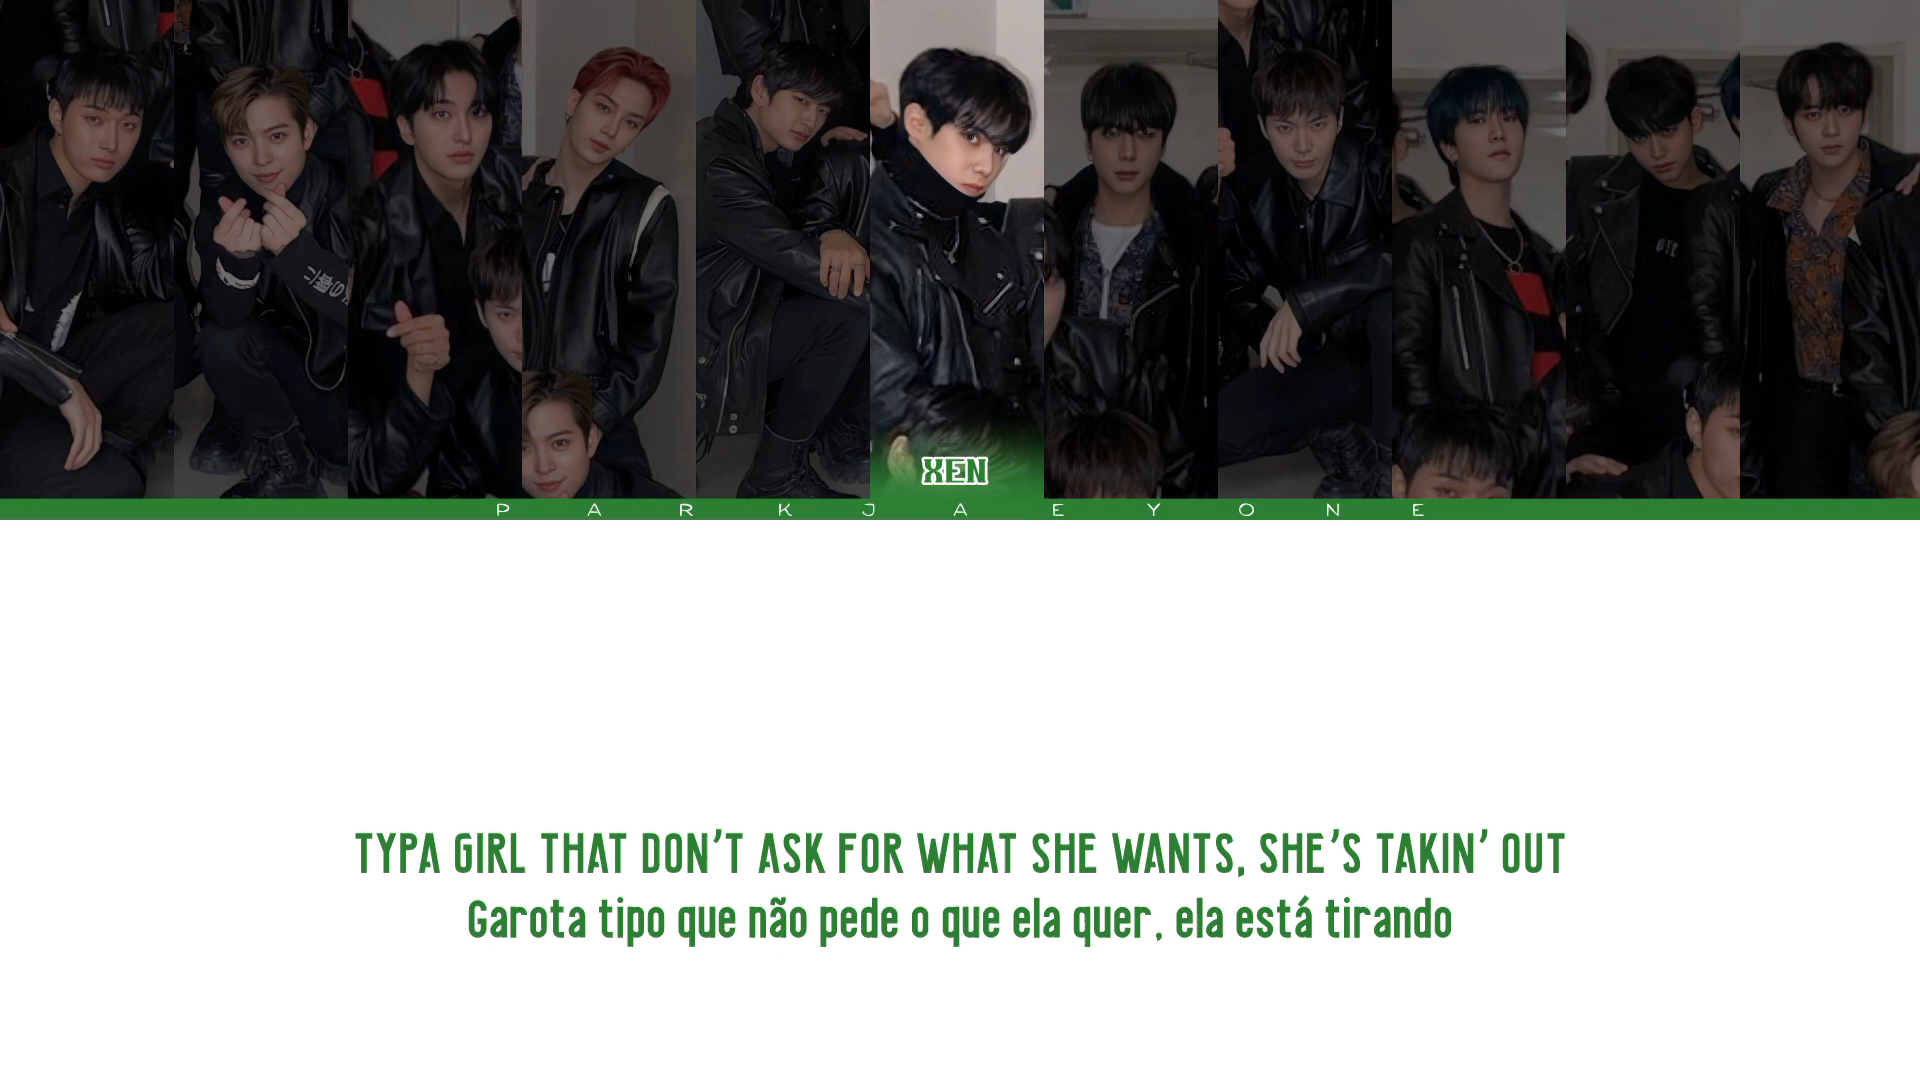 XEN
PARKJAEYONE
TYPA GIRL THAT DON'T ASK FOR WHAT SHE WANTS, SHE'S TAKIN' OUT
Garota tipo que não pede o que ela quer, ela está tirando